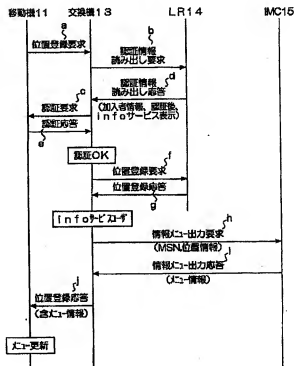 移動機11
交換機13
LR14
IMC15
a
位置登録要求
b
認証情報
読み出し要求
d
認証情報
読み出し応答
(加入者情報、認証後、
infoサービス表示)
c
認証要求
認証応答
e
認証OK
f
位置登録要求
位置登録応答
g
infoサービスユーザ
h
情報メニュー出力要求
(MSN,位置情報)
i
情報メニュー出力応答
(メニュー情報)
j
位置登録応答
(含メニュー情報)
メニュー更新